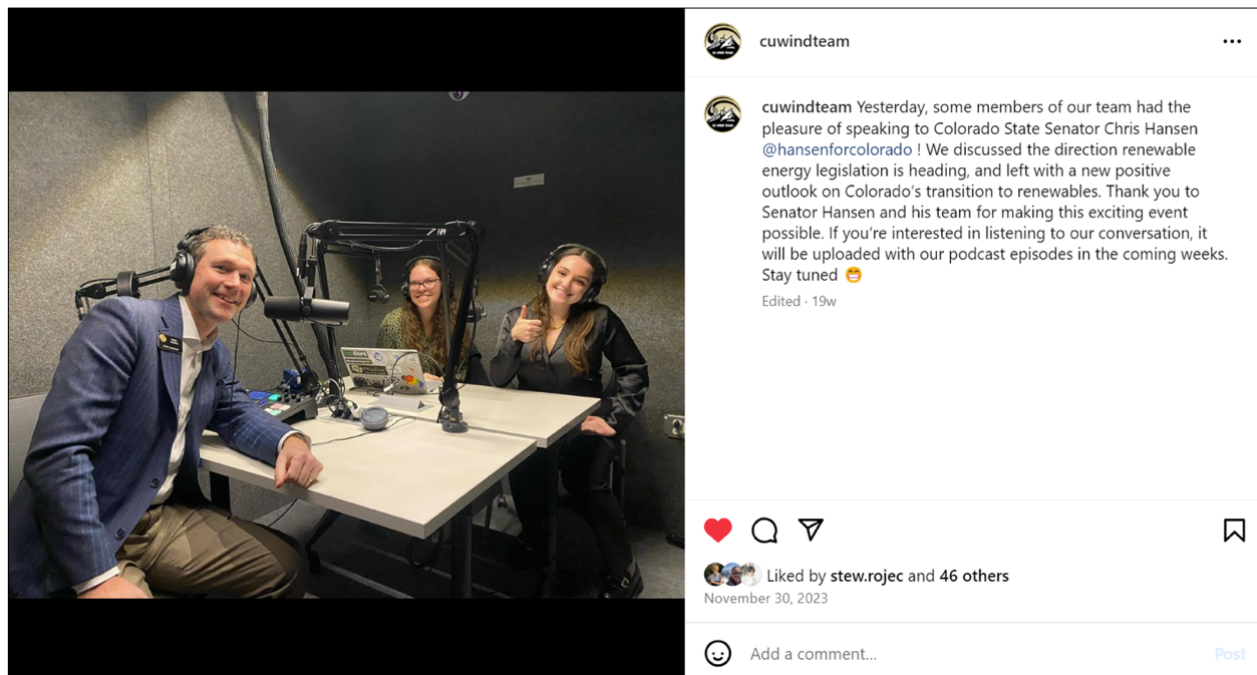 cuwindteam
cuwindteam Yesterday, some members of our team had the
pleasure of speaking to Colorado State Senator Chris Hansen
@hansenforcolorado ! We discussed the direction renewable
energy legislation is heading, and left with a new positive
outlook on Colorado's transition to renewables. Thank you to
Senator Hansen and his team for making this exciting event
possible. If you're interested in listening to our conversation, it
will be uploaded with our podcast episodes in the coming weeks.
Stay tuned 😁
Edited · 19w
Liked by stew.rojec and 46 others
November 30, 2023
Add a comment...
Post